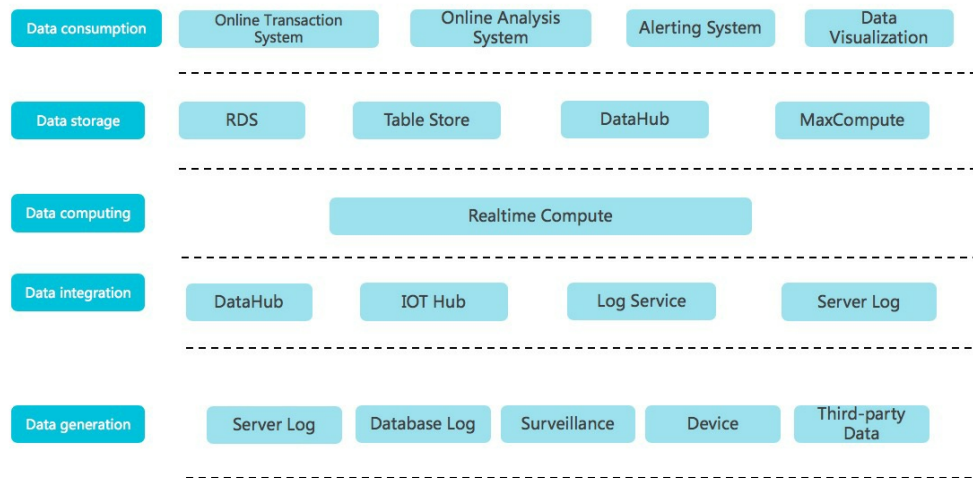 Data consumption
Online Transaction
System
Online Analysis
System
Alerting System
Data
Visualization
Data storage
RDS
Table Store
DataHub
MaxCompute
Data computing
Realtime Compute
Data integration
DataHub
IOT Hub
Log Service
Server Log
Data generation
Server Log
Database Log
Surveillance
Device
Third-party
Data